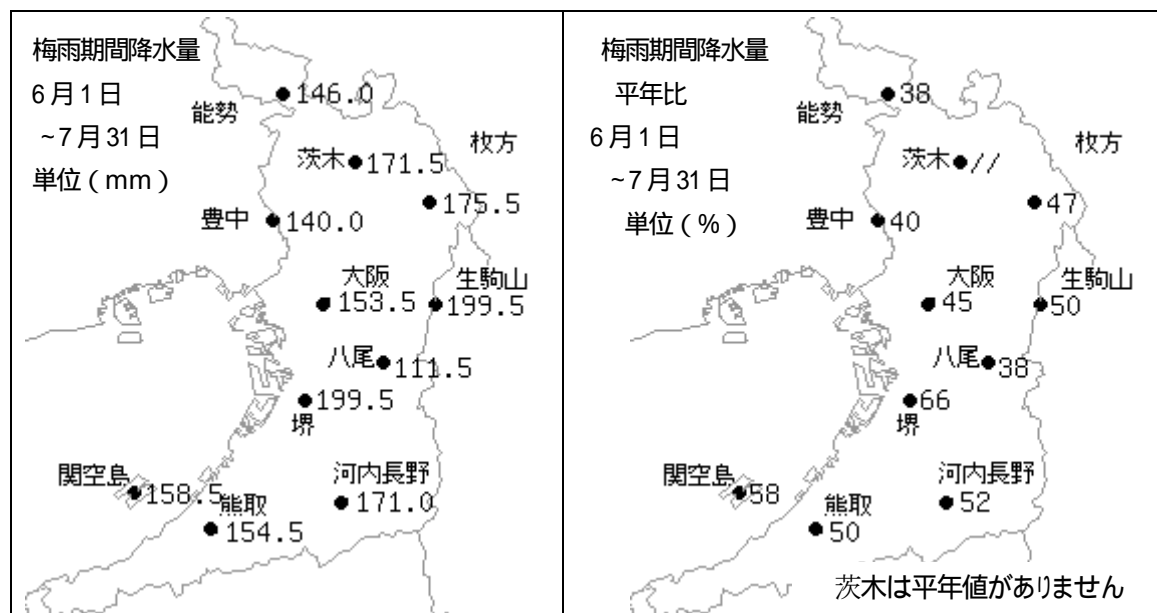 梅雨期間降水量
6月1日
~7月31日
単位（mm）
能勢
146.0
茨木
171.5
枚方
175.5
豊中
140.0
大阪
153.5
生駒山
199.5
八尾
111.5
199.5
堺
関空島
158.5
熊取
154.5
河内長野
171.0
梅雨期間降水量
平年比
6月1日
~7月31日
単位（%）
能勢
38
茨木
//
枚方
47
豊中
40
大阪
45
生駒山
50
八尾
38
66
堺
関空島
58
熊取
50
河内長野
52
茨木は平年値がありません